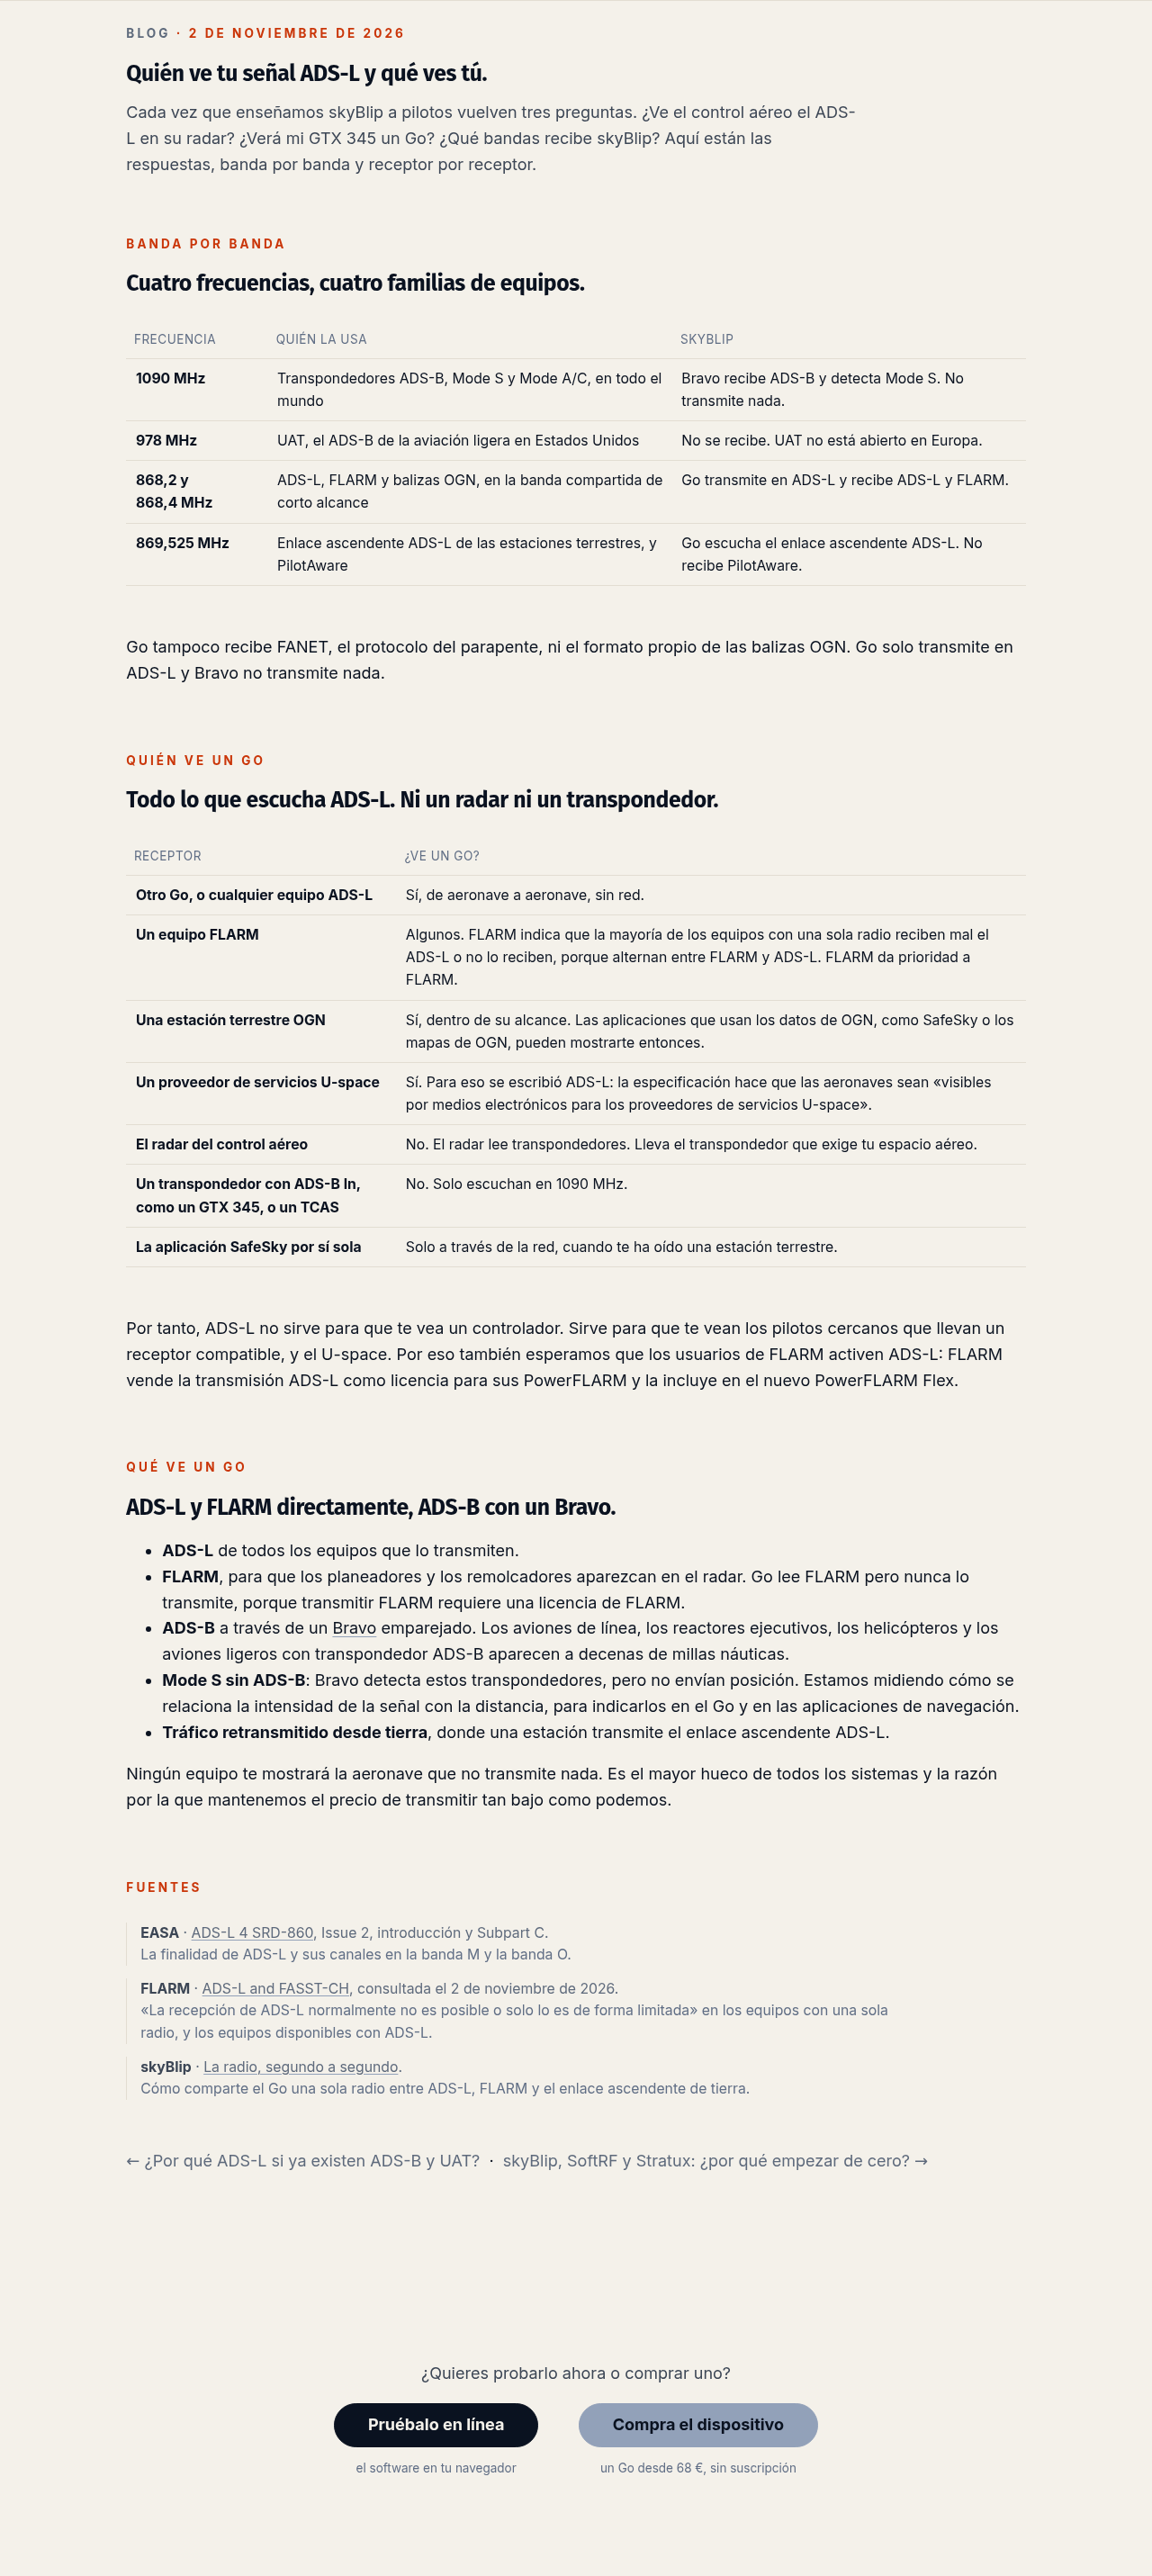 BLOG · 2 DE NOVIEMBRE DE 2026
Quién ve tu señal ADS-L y qué ves tú.
Cada vez que enseñamos skyBlip a pilotos vuelven tres preguntas. ¿Ve el control aéreo el ADS-
L en su radar? ¿Verá mi GTX 345 un Go? ¿Qué bandas recibe skyBlip? Aquí están las
respuestas, banda por banda y receptor por receptor.
BANDA POR BANDA
Cuatro frecuencias, cuatro familias de equipos.
FRECUENCIA QUIÉN LA USA SKYBLIP
1090 MHz Transpondedores ADS-B, Mode S y Mode A/C, en todo el Bravo recibe ADS-B y detecta Mode S. No
mundo transmite nada.
978 MHz UAT, el ADS-B de la aviación ligera en Estados Unidos No se recibe. UAT no está abierto en Europa.
868,2 y ADS-L, FLARM y balizas OGN, en la banda compartida de Go transmite en ADS-L y recibe ADS-L y FLARM.
868,4 MHz corto alcance
869,525 MHz Enlace ascendente ADS-L de las estaciones terrestres, y Go escucha el enlace ascendente ADS-L. No
PilotAware recibe PilotAware.
Go tampoco recibe FANET, el protocolo del parapente, ni el formato propio de las balizas OGN. Go solo transmite en
ADS-L y Bravo no transmite nada.
QUIÉN VE UN GO
Todo lo que escucha ADS-L. Ni un radar ni un transpondedor.
RECEPTOR ¿VE UN GO?
Otro Go, o cualquier equipo ADS-L Sí, de aeronave a aeronave, sin red.
Un equipo FLARM Algunos. FLARM indica que la mayoría de los equipos con una sola radio reciben mal el
ADS-L o no lo reciben, porque alternan entre FLARM y ADS-L. FLARM da prioridad a
FLARM.
Una estación terrestre OGN Sí, dentro de su alcance. Las aplicaciones que usan los datos de OGN, como SafeSky o los
mapas de OGN, pueden mostrarte entonces.
Un proveedor de servicios U-space Sí. Para eso se escribió ADS-L: la especificación hace que las aeronaves sean «visibles
por medios electrónicos para los proveedores de servicios U-space».
El radar del control aéreo No. El radar lee transpondedores. Lleva el transpondedor que exige tu espacio aéreo.
Un transpondedor con ADS-B In, No. Solo escuchan en 1090 MHz.
como un GTX 345, o un TCAS
La aplicación SafeSky por sí sola Solo a través de la red, cuando te ha oído una estación terrestre.
Por tanto, ADS-L no sirve para que te vea un controlador. Sirve para que te vean los pilotos cercanos que llevan un
receptor compatible, y el U-space. Por eso también esperamos que los usuarios de FLARM activen ADS-L: FLARM
vende la transmisión ADS-L como licencia para sus PowerFLARM y la incluye en el nuevo PowerFLARM Flex.
QUÉ VE UN GO
ADS-L y FLARM directamente, ADS-B con un Bravo.
• ADS-L de todos los equipos que lo transmiten.
• FLARM, para que los planeadores y los remolcadores aparezcan en el radar. Go lee FLARM pero nunca lo
transmite, porque transmitir FLARM requiere una licencia de FLARM.
• ADS-B a través de un Bravo emparejado. Los aviones de línea, los reactores ejecutivos, los helicópteros y los
aviones ligeros con transpondedor ADS-B aparecen a decenas de millas náuticas.
• Mode S sin ADS-B: Bravo detecta estos transpondedores, pero no envían posición. Estamos midiendo cómo se
relaciona la intensidad de la señal con la distancia, para indicarlos en el Go y en las aplicaciones de navegación.
• Tráfico retransmitido desde tierra, donde una estación transmite el enlace ascendente ADS-L.
Ningún equipo te mostrará la aeronave que no transmite nada. Es el mayor hueco de todos los sistemas y la razón
por la que mantenemos el precio de transmitir tan bajo como podemos.
FUENTES
EASA · ADS-L 4 SRD-860, Issue 2, introducción y Subpart C.
La finalidad de ADS-L y sus canales en la banda M y la banda O.
FLARM · ADS-L and FASST-CH, consultada el 2 de noviembre de 2026.
«La recepción de ADS-L normalmente no es posible o solo lo es de forma limitada» en los equipos con una sola
radio, y los equipos disponibles con ADS-L.
skyBlip · La radio, segundo a segundo.
Cómo comparte el Go una sola radio entre ADS-L, FLARM y el enlace ascendente de tierra.
← ¿Por qué ADS-L si ya existen ADS-B y UAT? · skyBlip, SoftRF y Stratux: ¿por qué empezar de cero? →
¿Quieres probarlo ahora o comprar uno?
Pruébalo en línea Compra el dispositivo
el software en tu navegador un Go desde 68 €, sin suscripción